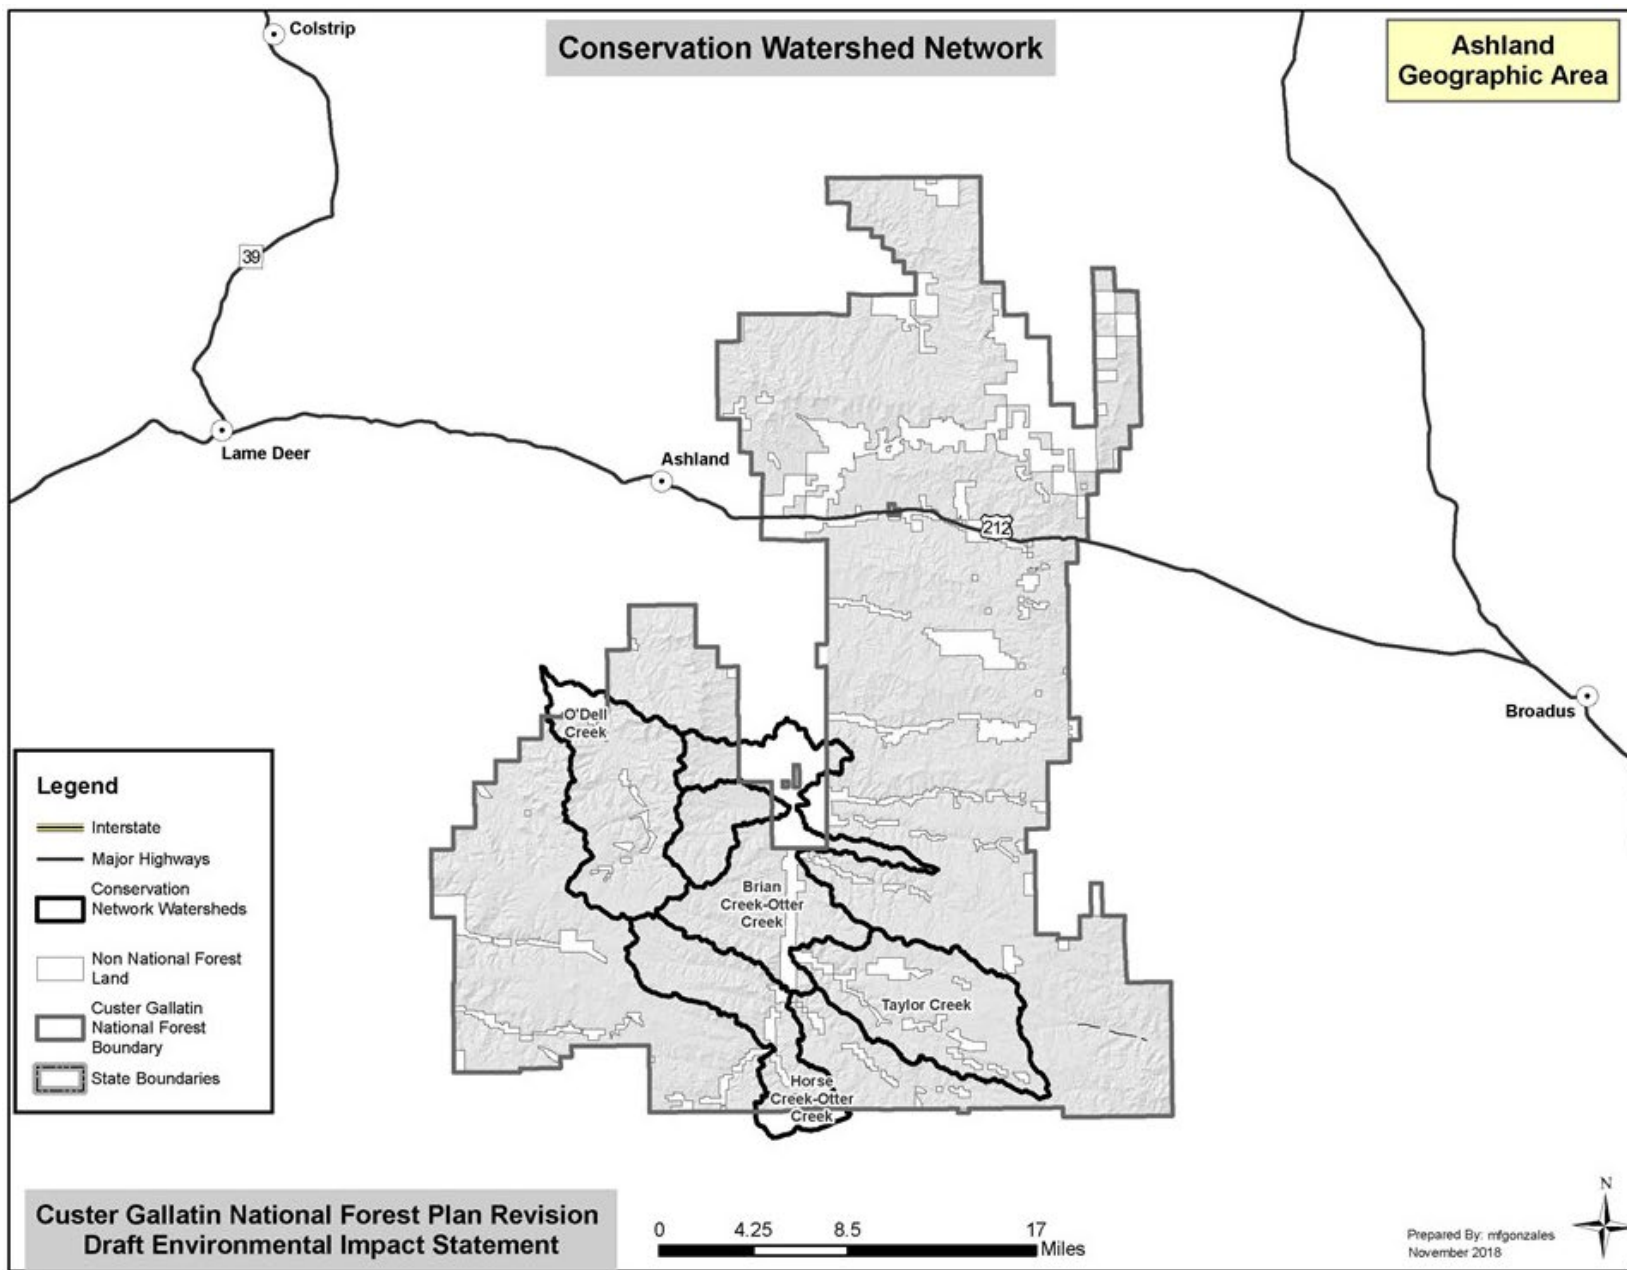 Colstrip
Conservation Watershed Network
Ashland
Geographic Area
39
Lame Deer
Ashland
212
Broadus
O'Dell
Creek
Brian
Creek-Otter
Creek
Taylor Creek
Horse
Creek-Otter
Creek
Legend
Interstate
Major Highways
Conservation
Network Watersheds
Non National Forest
Land
Custer Gallatin
National Forest
Boundary
State Boundaries
Custer Gallatin National Forest Plan Revision
Draft Environmental Impact Statement
0 4.25 8.5 17
Miles
N
Prepared By: mfgonzales
November 2018